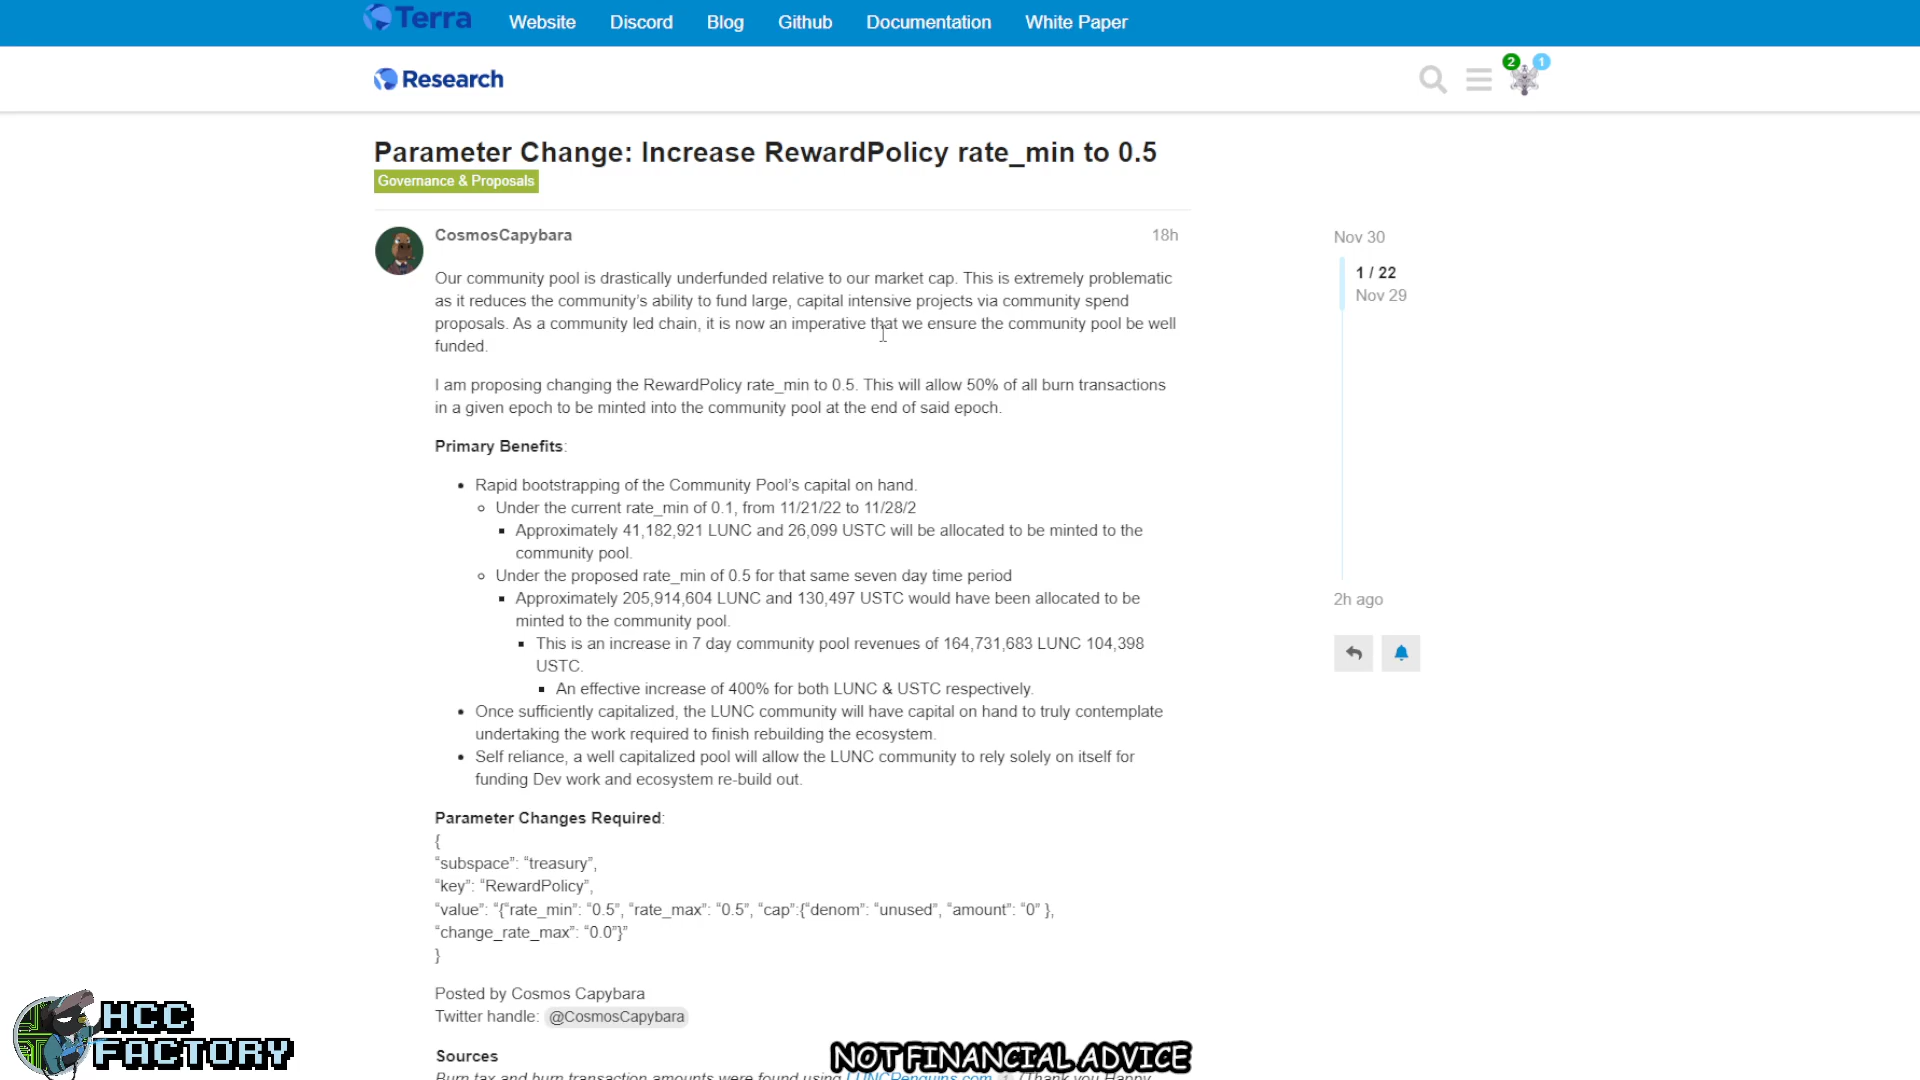 Terra Website Discord Blog Github Documentation White Paper
Research
2 1
Parameter Change: Increase RewardPolicy rate_min to 0.5
Governance & Proposals
CosmosCapybara 18h
Our community pool is drastically underfunded relative to our market cap. This is extremely problematic
as it reduces the community’s ability to fund large, capital intensive projects via community spend
proposals. As a community led chain, it is now an imperative that we ensure the community pool be well
funded.
I am proposing changing the RewardPolicy rate_min to 0.5. This will allow 50% of all burn transactions
in a given epoch to be minted into the community pool at the end of said epoch.
Primary Benefits:
• Rapid bootstrapping of the Community Pool’s capital on hand.
◦ Under the current rate_min of 0.1, from 11/21/22 to 11/28/2
▪ Approximately 41,182,921 LUNC and 26,099 USTC will be allocated to be minted to the
community pool.
◦ Under the proposed rate_min of 0.5 for that same seven day time period
▪ Approximately 205,914,604 LUNC and 130,497 USTC would have been allocated to be
minted to the community pool.
▪ This is an increase in 7 day community pool revenues of 164,731,683 LUNC 104,398
USTC.
▪ An effective increase of 400% for both LUNC & USTC respectively.
• Once sufficiently capitalized, the LUNC community will have capital on hand to truly contemplate
undertaking the work required to finish rebuilding the ecosystem.
• Self reliance, a well capitalized pool will allow the LUNC community to rely solely on itself for
funding Dev work and ecosystem re-build out.
Parameter Changes Required:
{
“subspace”: “treasury”,
“key”: “RewardPolicy”,
“value”: “{“rate_min”: “0.5”, “rate_max”: “0.5”, “cap”:{“denom”: “unused”, “amount”: “0” },
“change_rate_max”: “0.0”}”
}
Posted by Cosmos Capybara
Twitter handle: @CosmosCapybara
Sources
Burn tax and burn transaction amounts were found using LUNCPenguins.com (Thank you Happy
Nov 30
1 / 22
Nov 29
2h ago
HCC
FACTORY
NOT FINANCIAL ADVICE